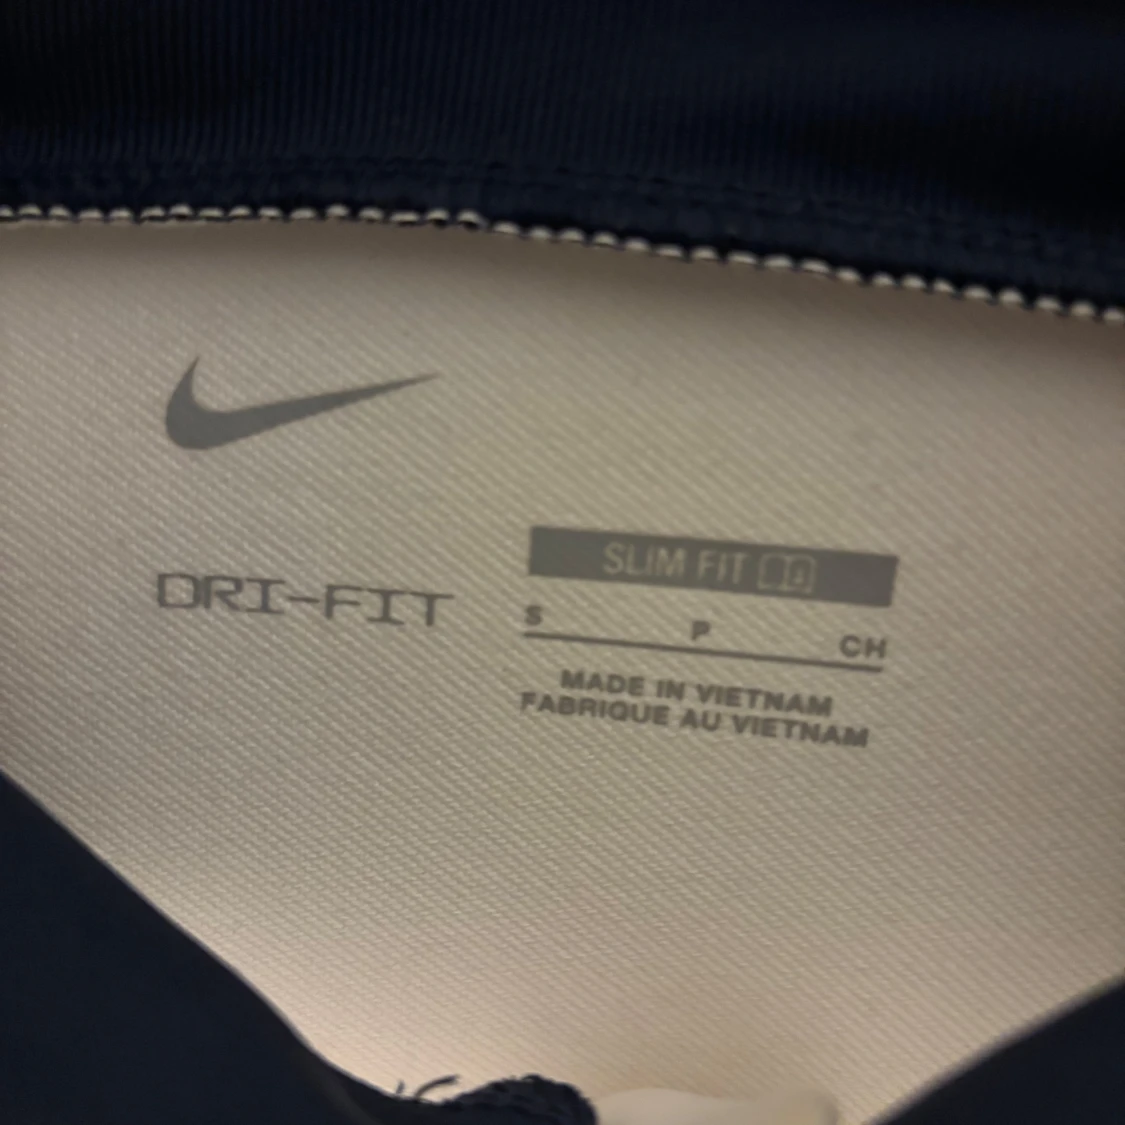 DRI-FIT
SLIM FIT
S P CH
MADE IN VIETNAM
FABRIQUE AU VIETNAM